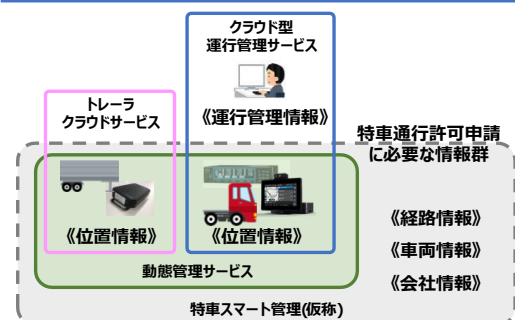 クラウド型
運行管理サービス
《運行管理情報》
トレーラ
クラウドサービス
特車通行許可申請
に必要な情報群
《位置情報》
《位置情報》
動態管理サービス
《経路情報》
《車両情報》
《会社情報》
特車スマート管理(仮称)